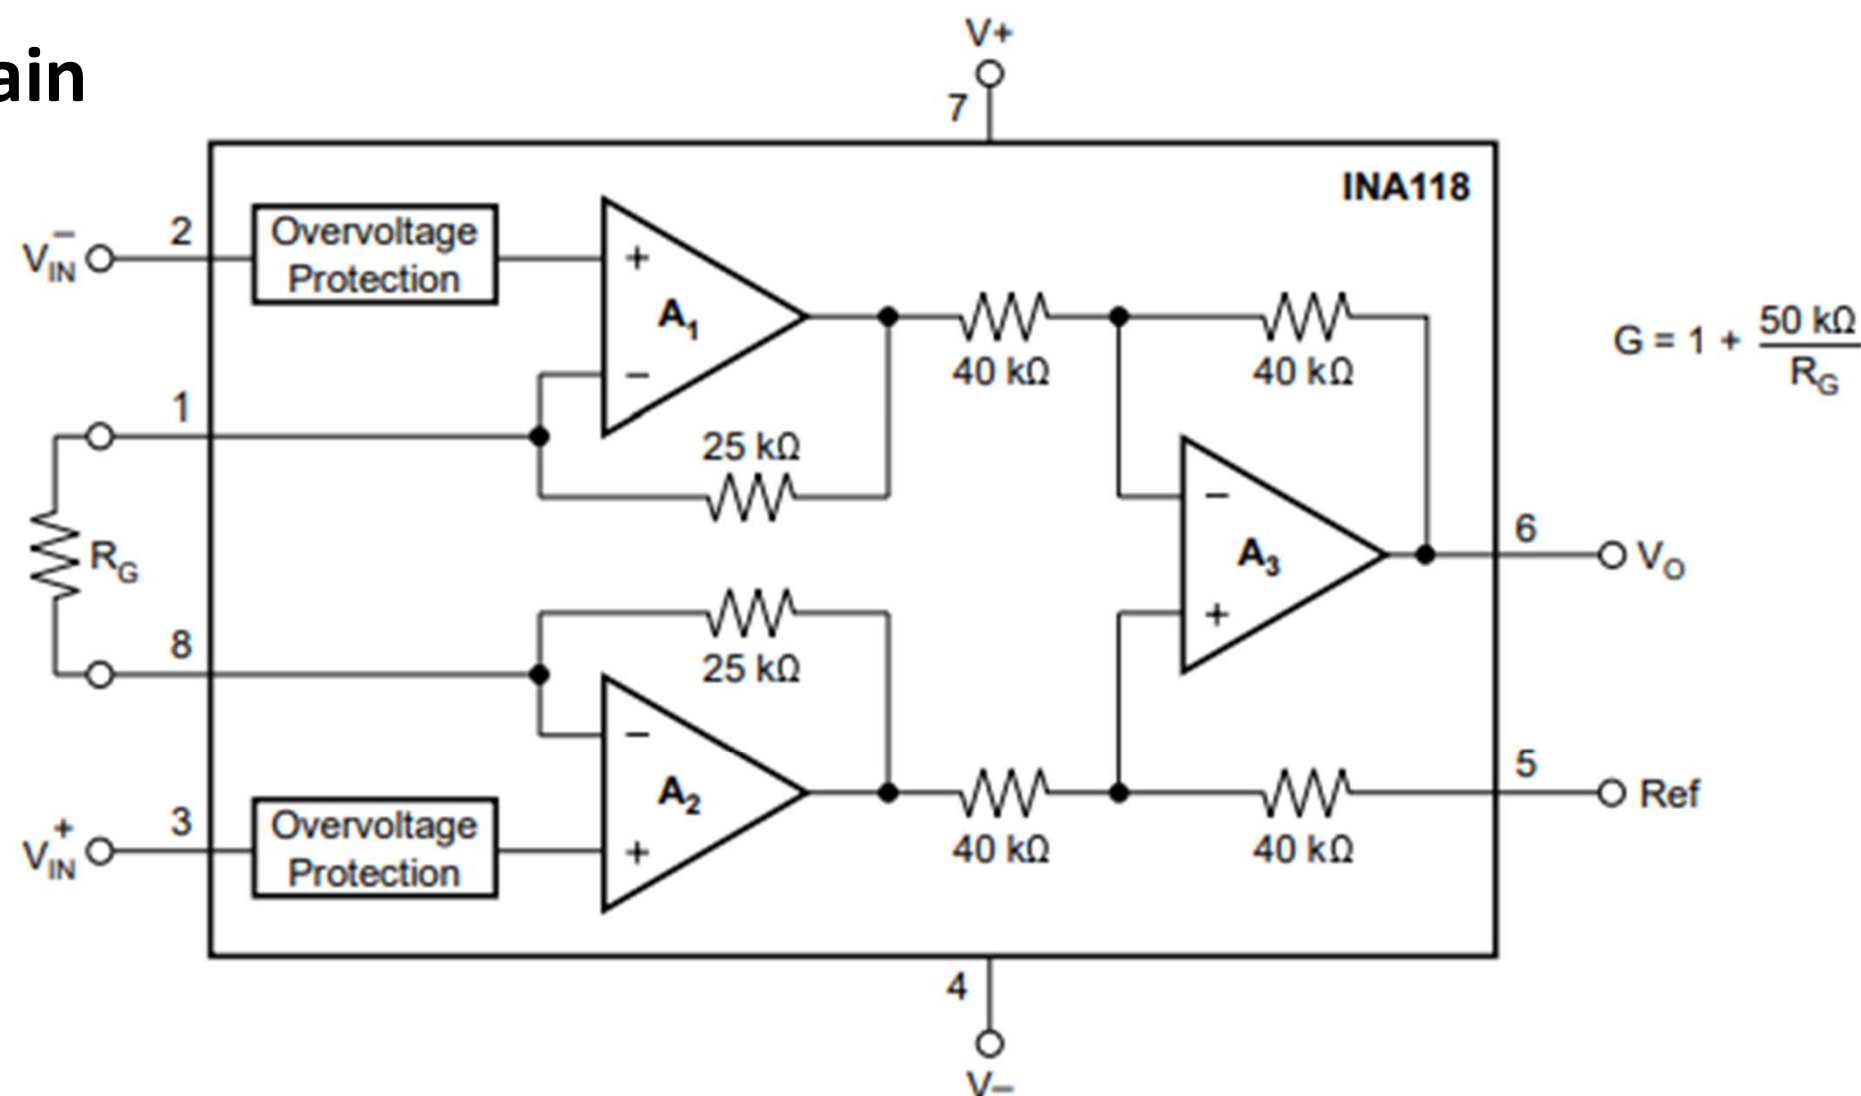 ain
V+
7
INA118
2
Overvoltage
Protection
V–IN
+
A1
40 kΩ
40 kΩ
G = 1 + 50 kΩ
RG
1
–
25 kΩ
–
A3
6
VO
RG
+
8
25 kΩ
–
A2
5
Ref
3
Overvoltage
Protection
V+IN
+
40 kΩ
40 kΩ
4
V–